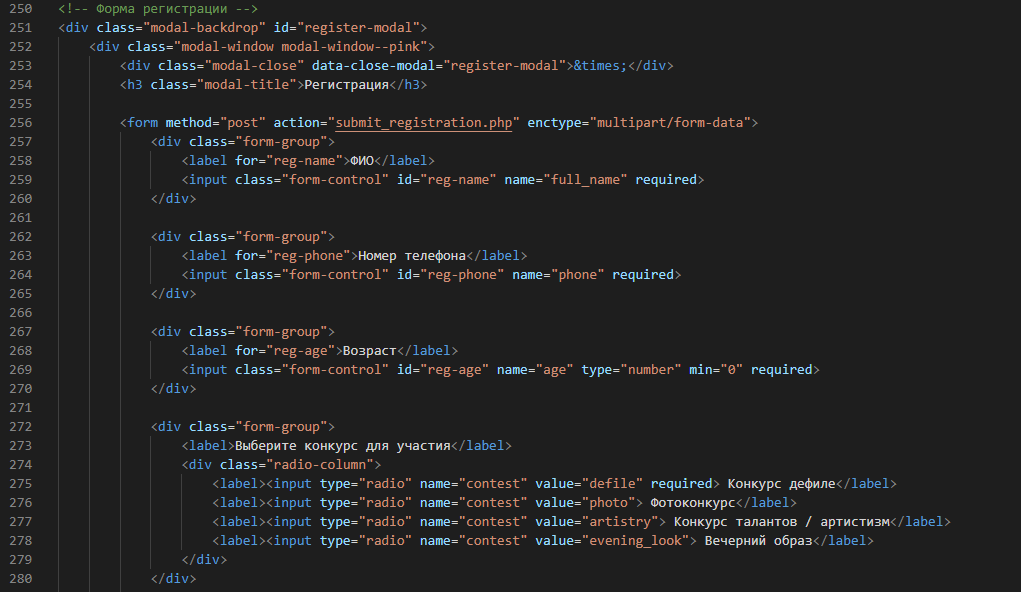 250 <!-- Форма регистрации -->
251 <div class="modal-backdrop" id="register-modal">
252 <div class="modal-window modal-window--pink">
253 <div class="modal-close" data-close-modal="register-modal">&times;</div>
254 <h3 class="modal-title">Регистрация</h3>
255
256 <form method="post" action="submit_registration.php" enctype="multipart/form-data">
257 <div class="form-group">
258 <label for="reg-name">ФИО</label>
259 <input class="form-control" id="reg-name" name="full_name" required>
260 </div>
261
262 <div class="form-group">
263 <label for="reg-phone">Номер телефона</label>
264 <input class="form-control" id="reg-phone" name="phone" required>
265 </div>
266
267 <div class="form-group">
268 <label for="reg-age">Возраст</label>
269 <input class="form-control" id="reg-age" name="age" type="number" min="0" required>
270 </div>
271
272 <div class="form-group">
273 <label>Выберите конкурс для участия</label>
274 <div class="radio-column">
275 <label><input type="radio" name="contest" value="defile" required> Конкурс дефиле</label>
276 <label><input type="radio" name="contest" value="photo"> Фотоконкурс</label>
277 <label><input type="radio" name="contest" value="artistry"> Конкурс талантов / артистизм</label>
278 <label><input type="radio" name="contest" value="evening_look"> Вечерний образ</label>
279 </div>
280 </div>